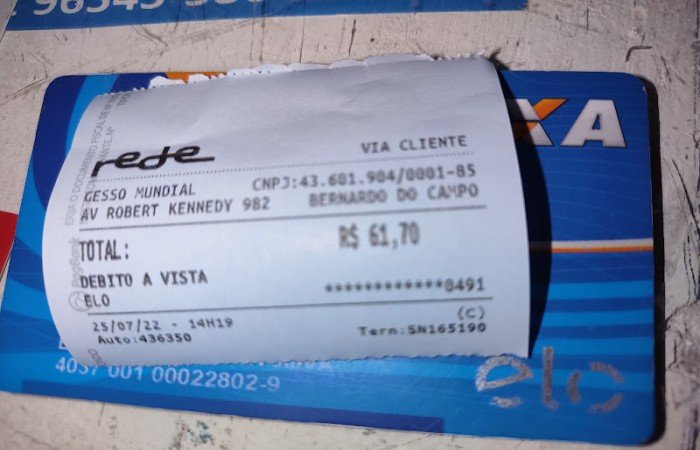 rede
VIA CLIENTE
GESSO MUNDIAL CNPJ:43.601.904/0001-85
AV ROBERT KENNEDY 982 BERNARDO DO CAMPO
TOTAL: R$ 61,70
DEBITO A VISTA
ELO ************0491
25/07/22 - 14H19 (C)
Auto:436350 Term:SN165190
XA
4057 001 00022802-9
elo